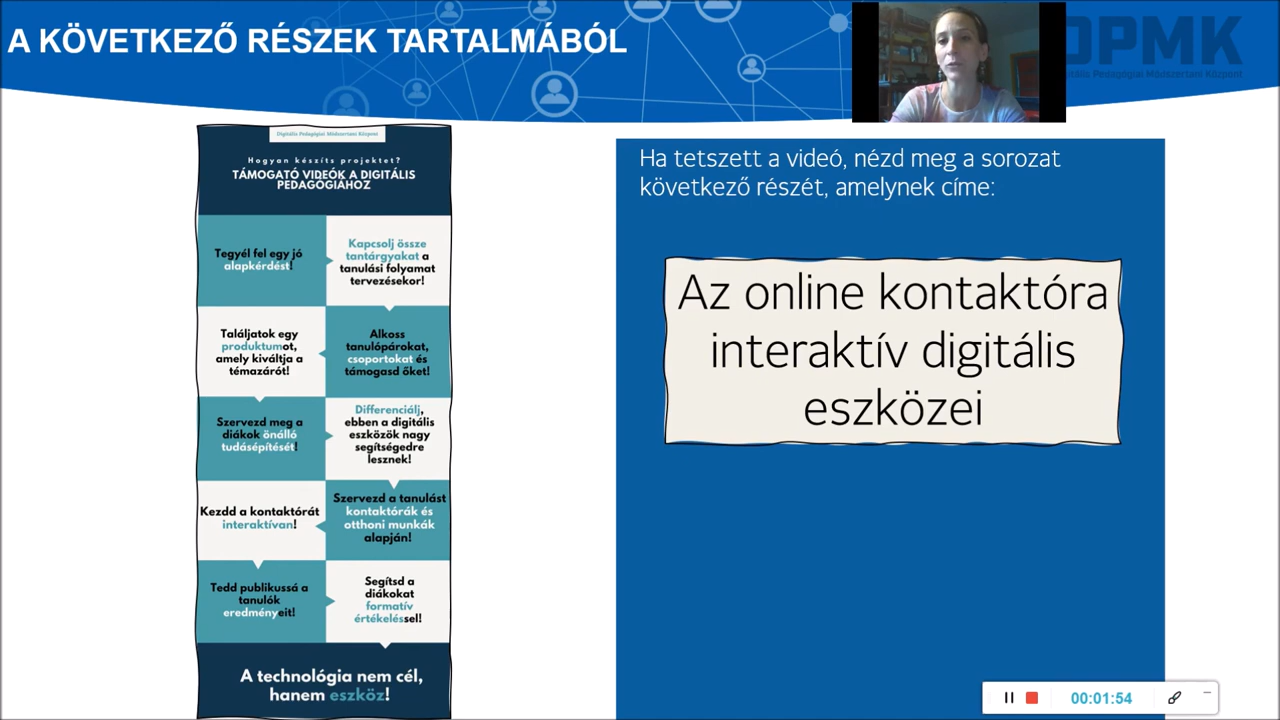 A KÖVETKEZŐ RÉSZEK TARTALMÁBÓL
DPMK
Digitális Pedagógiai Módszertani Központ
Hogyan készíts projektet?
TÁMOGATÓ VIDEÓK A DIGITÁLIS
PEDAGÓGIÁHOZ
Tegyél fel egy jó
alapkérdést!
Kapcsolj össze
tantárgyakat a
tanulási folyamat
tervezésekor!
Találjatok egy
produktumot,
amely kiváltja a
témazárót!
Alkoss
tanulópárokat,
csoportokat és
támogasd őket!
Szervezd meg a
diákok önálló
tudásépítését!
Differenciálj,
ebben a digitális
eszközök nagy
segítségedre
lesznek!
Kezdd a kontaktórát
interaktívan!
Szervezd a tanulást
kontaktórák és
otthoni munkák
alapján!
Tedd publikussá a
tanulók
eredményeit!
Segítsd a
diákokat
formatív
értékeléssel!
A technológia nem cél,
hanem eszköz!
Ha tetszett a videó, nézd meg a sorozat
következő részét, amelynek címe:
Az online kontaktóra
interaktív digitális
eszközei
00:01:54